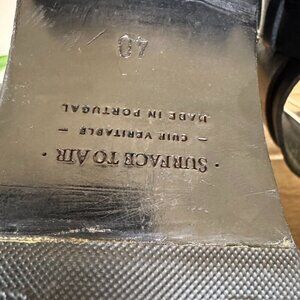 · SURFACE TO AIR ·
— CUIR VERITABLE —
MADE IN PORTUGAL
40